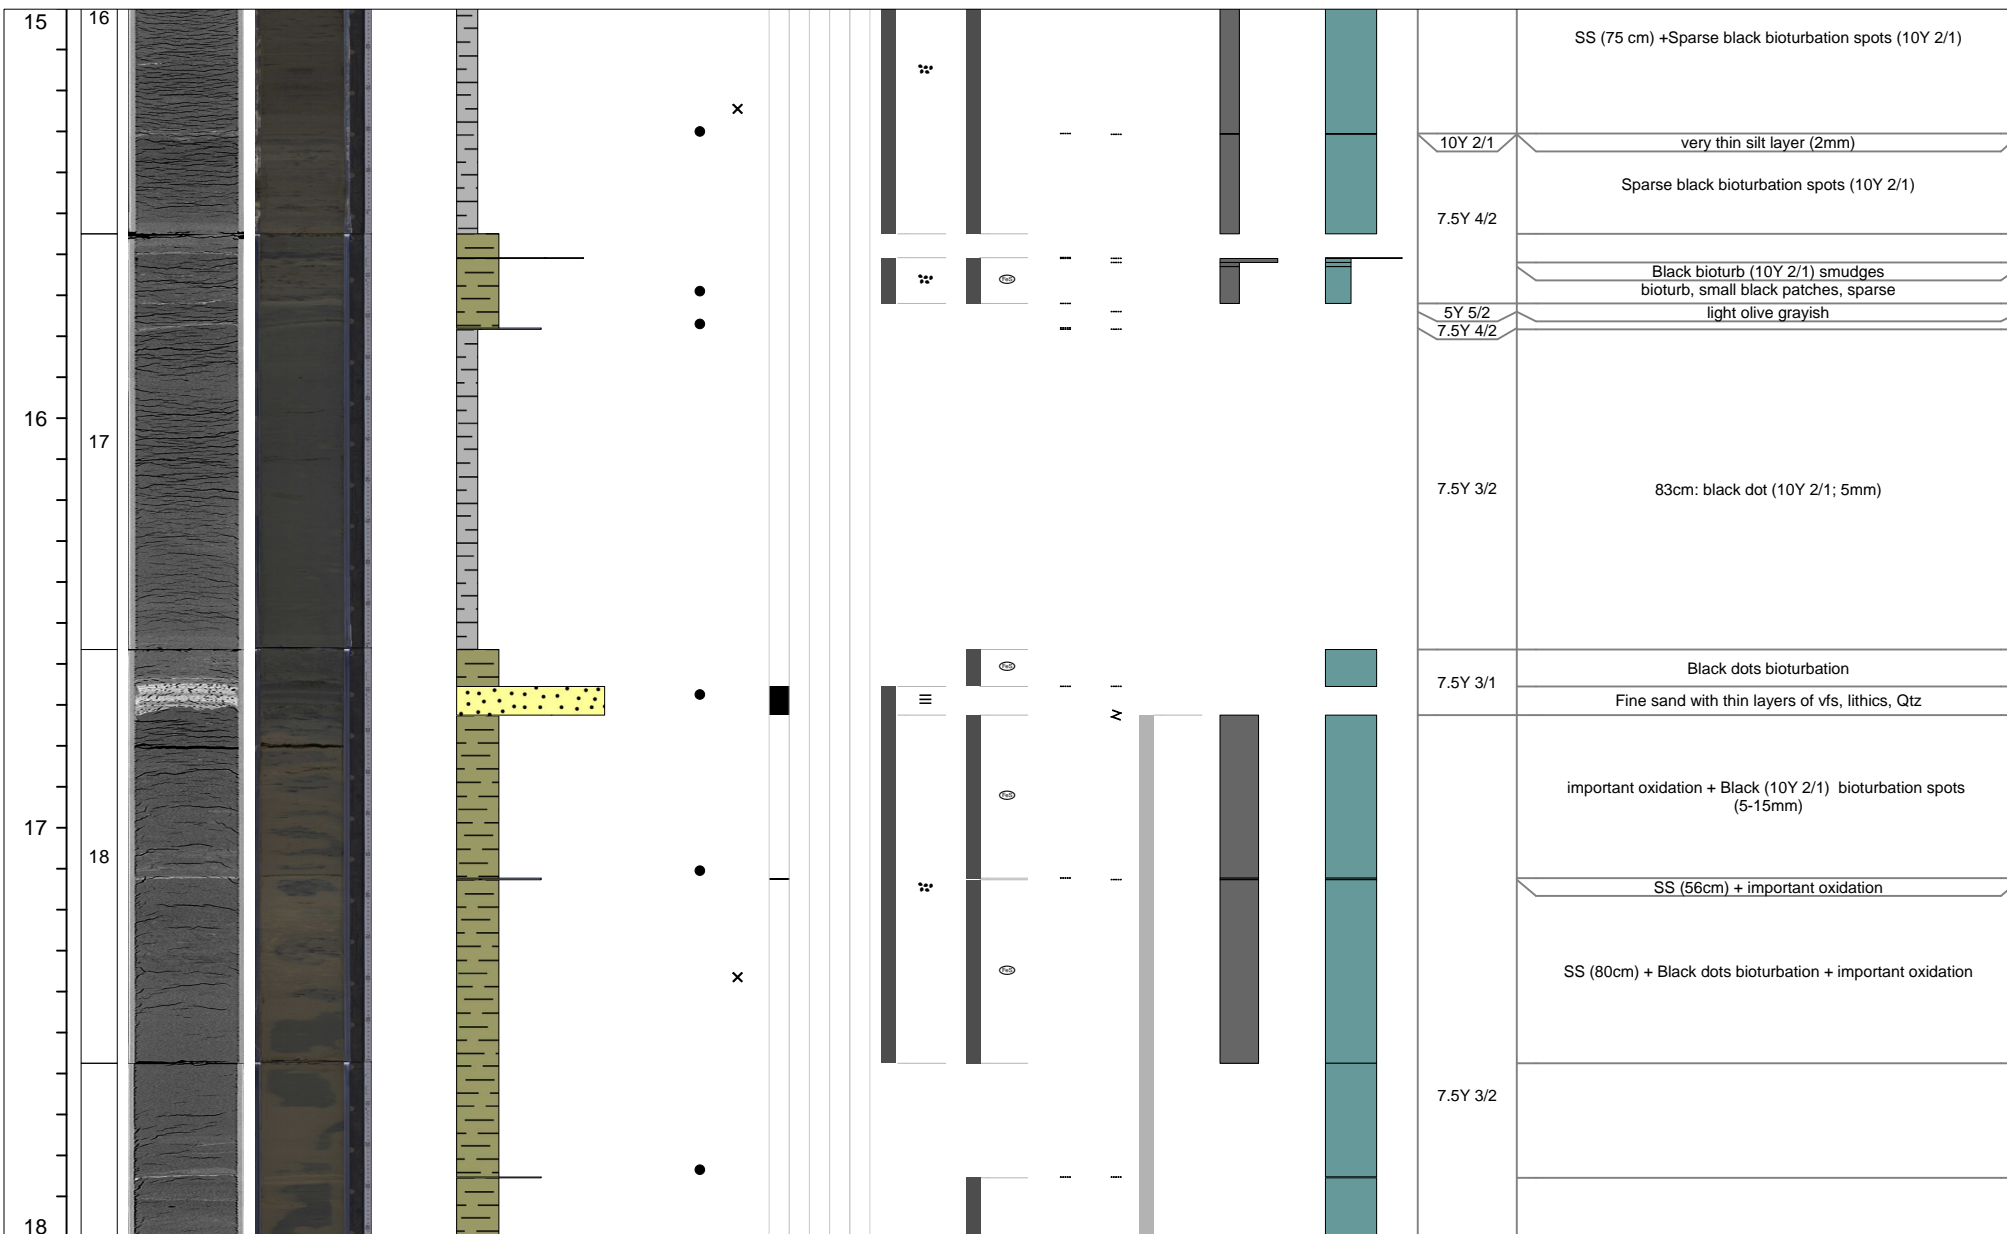 15
16
SS (75 cm) +Sparse black bioturbation spots (10Y 2/1)
10Y 2/1
very thin silt layer (2mm)
Sparse black bioturbation spots (10Y 2/1)
7.5Y 4/2
Black bioturb (10Y 2/1) smudges
FeS
bioturb, small black patches, sparse
5Y 5/2
light olive grayish
7.5Y 4/2
16
17
7.5Y 3/2
83cm: black dot (10Y 2/1; 5mm)
FeS
Black dots bioturbation
7.5Y 3/1
Fine sand with thin layers of vfs, lithics, Qtz
important oxidation + Black (10Y 2/1) bioturbation spots
(5-15mm)
FeS
17
18
SS (56cm) + important oxidation
FeS
SS (80cm) + Black dots bioturbation + important oxidation
7.5Y 3/2
18